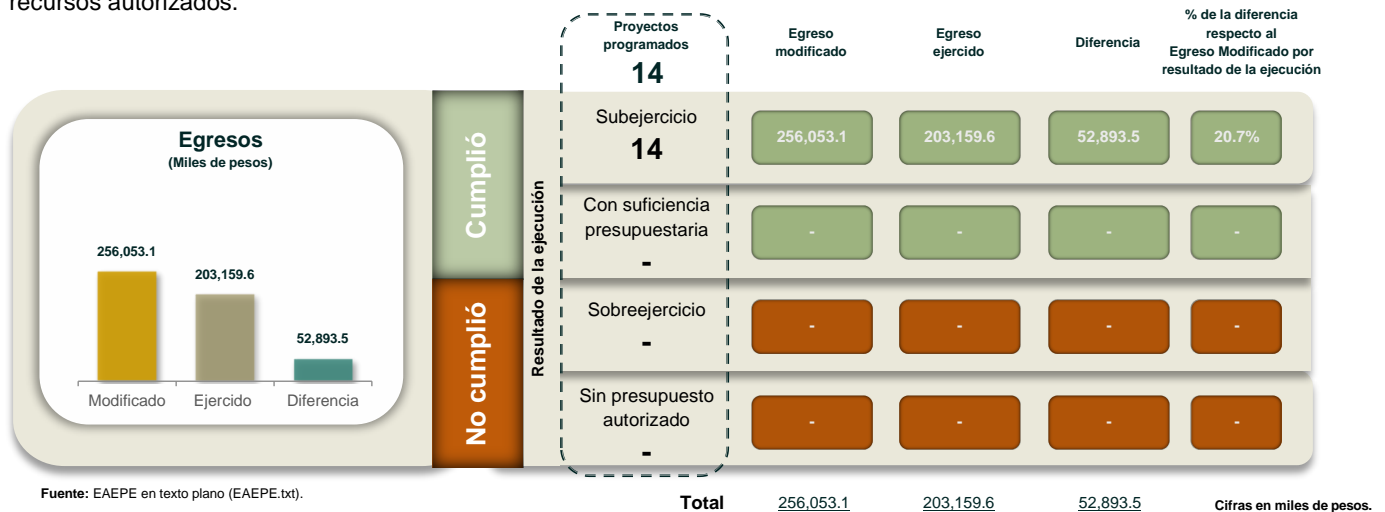 recursos autorizados.
Proyectos
programados
14
Egreso
modificado
Egreso
ejercido
Diferencia
% de la diferencia
respecto al
Egreso Modificado por
resultado de la ejecución
Egresos
(Miles de pesos)
256,053.1
203,159.6
52,893.5
Modificado
Ejercido
Diferencia
Cumplió
No cumplió
Resultado de la ejecución
Subejercicio
14
256,053.1
203,159.6
52,893.5
20.7%
Con suficiencia
presupuestaria
-
-
-
-
-
Sobreejercicio
-
-
-
-
-
Sin presupuesto
autorizado
-
-
-
-
-
Fuente: EAEPE en texto plano (EAEPE.txt).
Total
256,053.1
203,159.6
52,893.5
Cifras en miles de pesos.